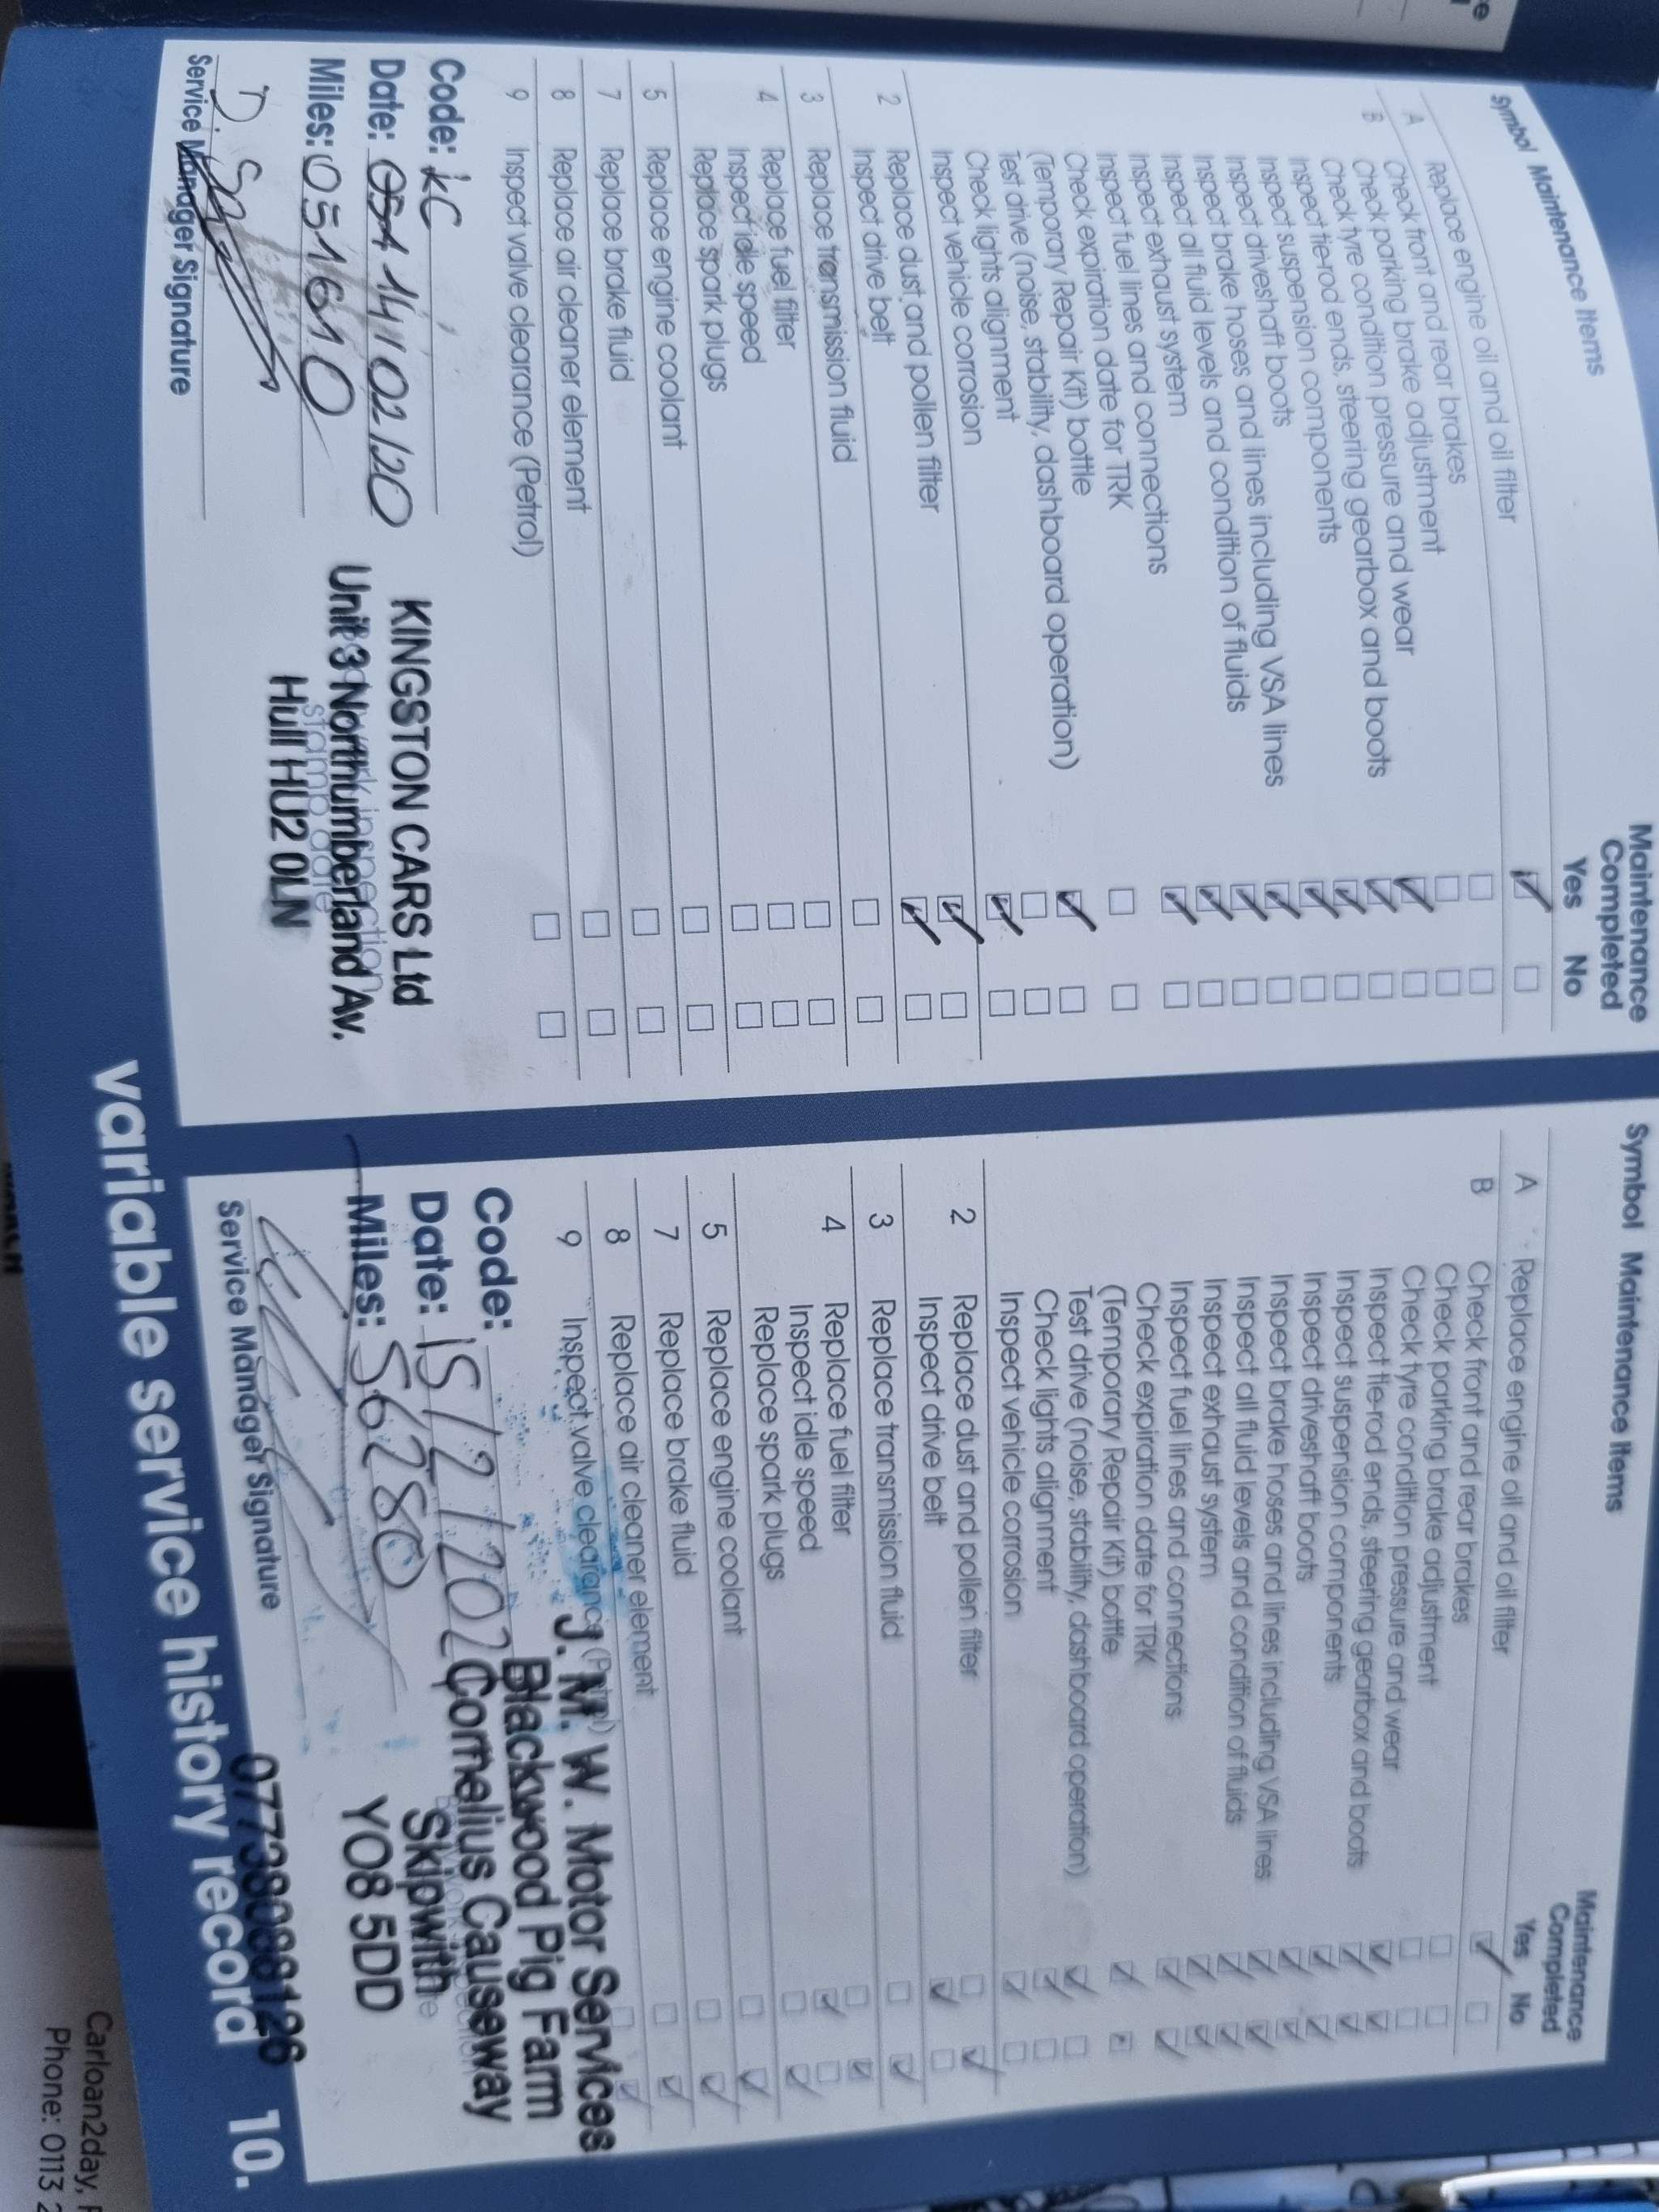 Symbol Maintenance Items
Maintenance
Completed
Yes No
Replace engine oil and oil filter
A
Check front and rear brakes
B
Check parking brake adjustment
Check tyre condition pressure and wear
Inspect tie-rod ends, steering gearbox and boots
Inspect suspension components
Inspect driveshaft boots
Inspect brake hoses and lines including VSA lines
Inspect all fluid levels and condition of fluids
Inspect exhaust system
Inspect fuel lines and connections
Check expiration date for TRK
(Temporary Repair Kit) bottle
Test drive (noise, stability, dashboard operation)
Check lights alignment
Inspect vehicle corrosion
2 Replace dust and pollen filter
Inspect drive belt
3 Replace transmission fluid
4 Replace fuel filter
Inspect idle speed
Replace spark plugs
5 Replace engine coolant
7 Replace brake fluid
8 Replace air cleaner element
9 Inspect valve clearance (Petrol)
Code: KC
Date: 14/02/20
Miles: 051610
Service Manager Signature
KINGSTON CARS Ltd
Unit 3 Northumberland Av.
Hull HU2 0LN
Symbol Maintenance Items
Maintenance
Completed
Yes No
A Replace engine oil and oil filter
B Check front and rear brakes
Check parking brake adjustment
Check tyre condition pressure and wear
Inspect tie-rod ends, steering gearbox and boots
Inspect suspension components
Inspect driveshaft boots
Inspect brake hoses and lines including VSA lines
Inspect all fluid levels and condition of fluids
Inspect exhaust system
Inspect fuel lines and connections
Check expiration date for TRK
(Temporary Repair Kit) bottle
Test drive (noise, stability, dashboard operation)
Check lights alignment
Inspect vehicle corrosion
2 Replace dust and pollen filter
Inspect drive belt
3 Replace transmission fluid
4 Replace fuel filter
Inspect idle speed
Replace spark plugs
5 Replace engine coolant
7 Replace brake fluid
8 Replace air cleaner element
9 Inspect valve clearance (Petrol)
Code:
Date: 15/2/202
Miles: 56280
Service Manager Signature
J. M. W. Motor Services
Blackwood Pig Farm
Cornelius Causeway
Skipwith
YO8 5DD
07738088126
variable service history record 10.
Carloan2day,
Phone: 0113 2